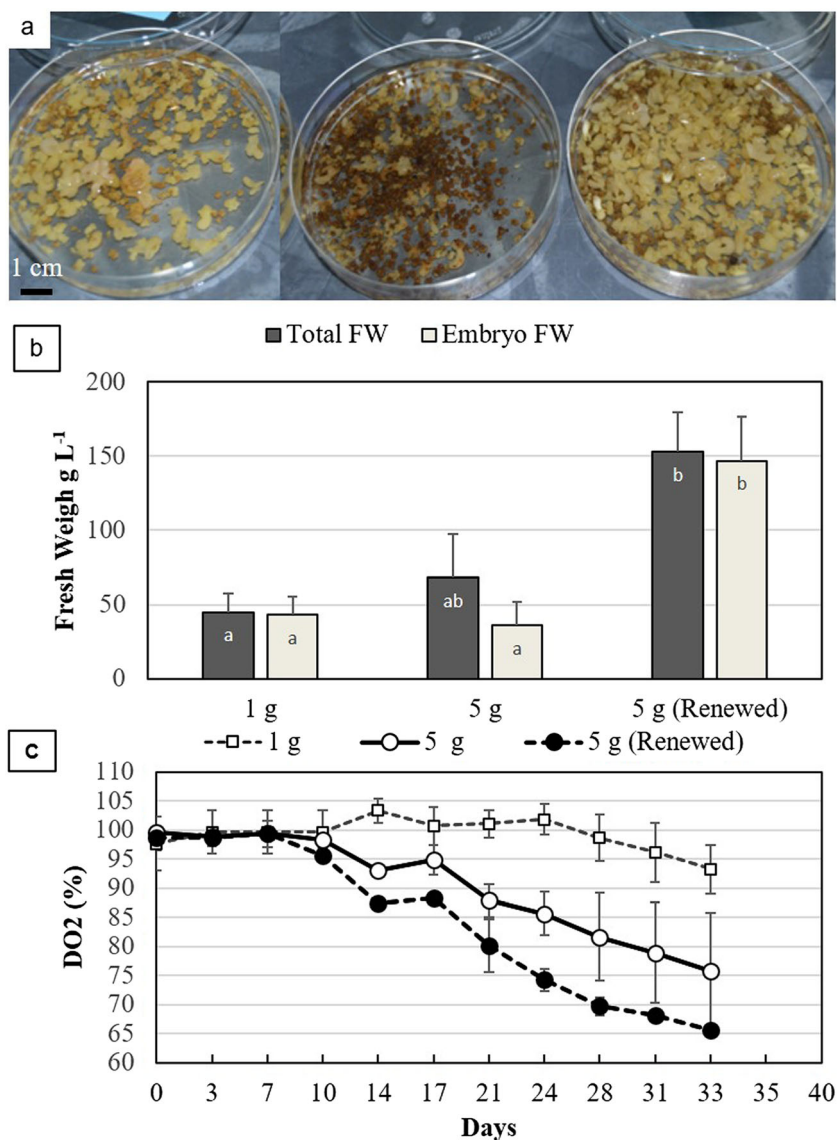 a
1 cm
b
Total FW Embryo FW
Fresh Weigh g L⁻¹
200
150
100
50
0
a a ab a b b
1 g 5 g 5 g (Renewed)
c
1 g 5 g 5 g (Renewed)
DO2 (%)
110
105
100
95
90
85
80
75
70
65
60
0 3 7 10 14 17 21 24 28 31 33 35 40
Days